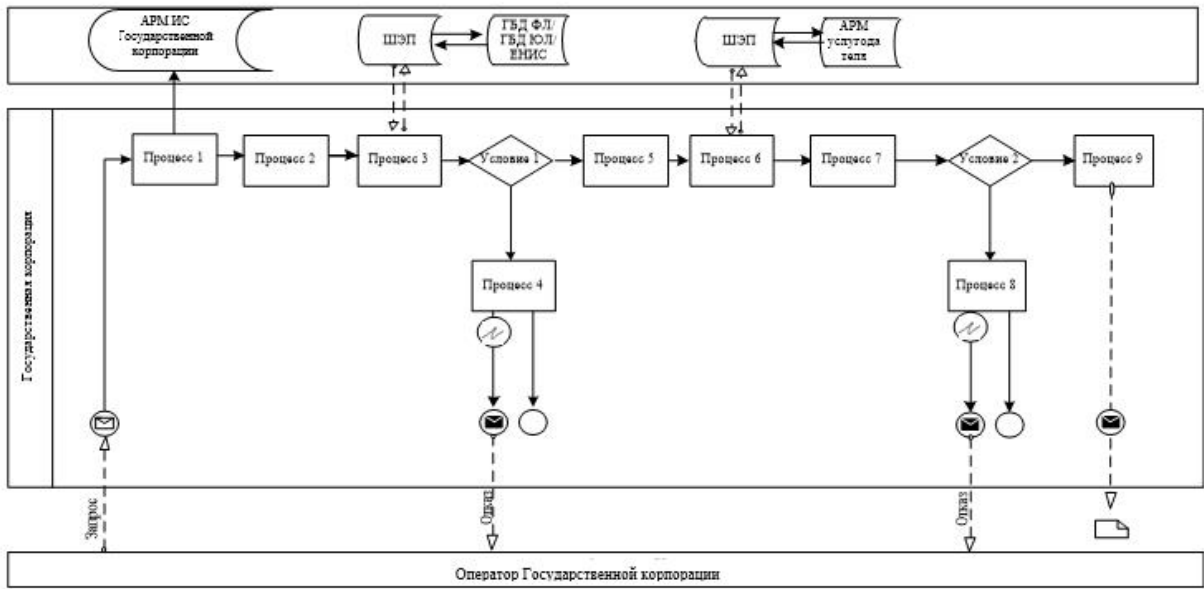 АРМ ИС
Государственной
корпорации
ШЭП
ГБД ФЛ/
ГБД ЮЛ/
ЕНИС
ШЭП
АРМ
услугода
теля
Государственная корпорация
Процесс 1
Процесс 2
Процесс 3
Условие 1
Процесс 5
Процесс 6
Процесс 7
Условие 2
Процесс 9
Процесс 4
Процесс 8
Запрос
Отказ
Отказ
Оператор Государственной корпорации